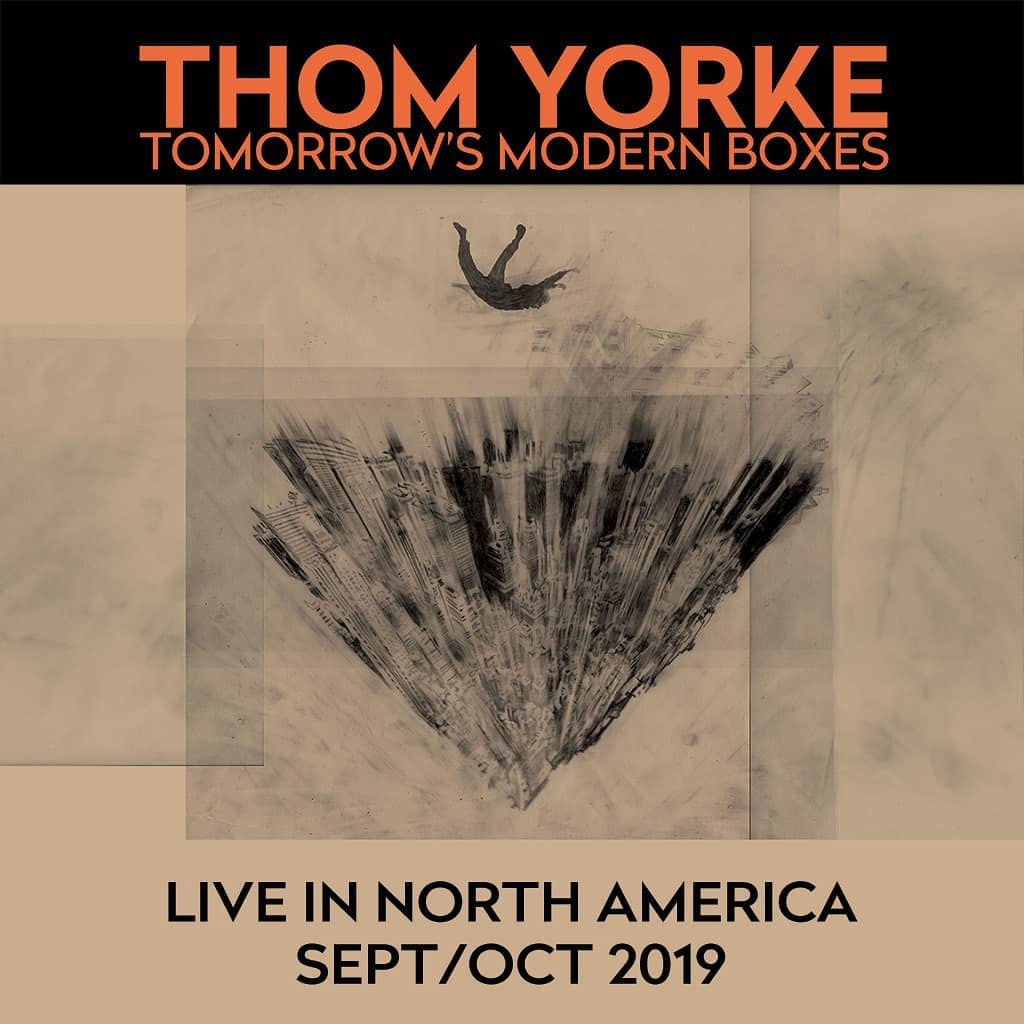 THOM YORKE
TOMORROW'S MODERN BOXES
LIVE IN NORTH AMERICA
SEPT/OCT 2019